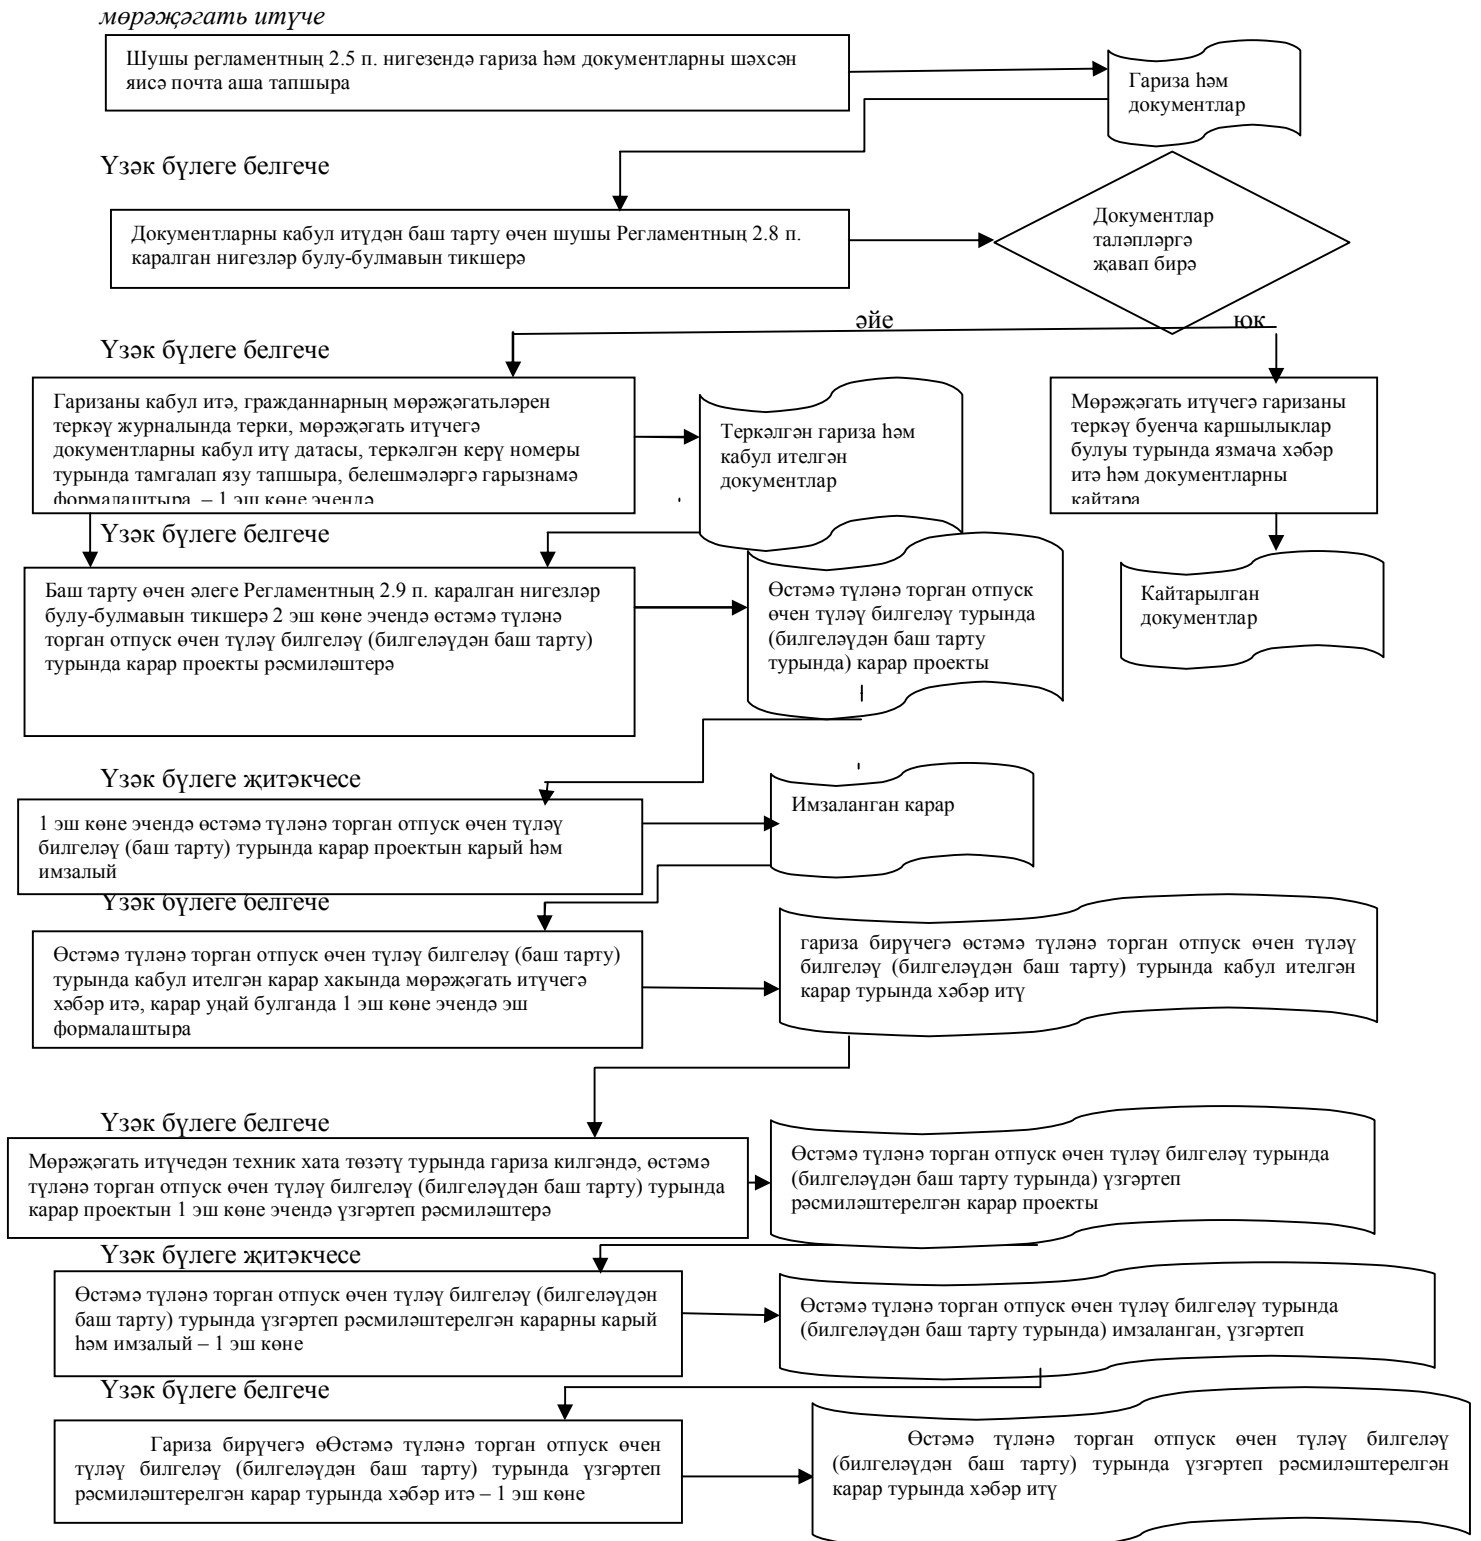 мөрәҗәгать итүче
Шушы регламентның 2.5 п. нигезендә гариза һәм документларны шәхсән
яисә почта аша тапшыра
Гариза һәм
документлар
Үзәк бүлеге белгече
Документларны кабул итүдән баш тарту өчен шушы Регламентның 2.8 п.
каралган нигезләр булу-булмавын тикшерә
Документлар
таләпләргә
җавап бирә
әйе
юк
Үзәк бүлеге белгече
Гаризаны кабул итә, гражданнарның мөрәҗәгатьләрен
теркәү журналында терки, мөрәҗәгать итүчегә
документларны кабул итү датасы, теркәлгән керү номеры
турында тамгалап язу тапшыра, белешмәләргә гарызнамә
формалаштыра – 1 эш көне эчендә
Теркәлгән гариза һәм
кабул ителгән
документлар
Мөрәҗәгать итүчегә гаризаны
теркәү буенча каршылыклар
булуы турында язмача хәбәр
итә һәм документларны
кайтара
Үзәк бүлеге белгече
Баш тарту өчен әлеге Регламентның 2.9 п. каралган нигезләр
булу-булмавын тикшерә 2 эш көне эчендә өстәмә түләнә
торган отпуск өчен түләү билгеләү (билгеләүдән баш тарту)
турында карар проекты рәсмиләштерә
Өстәмә түләнә торган отпуск
өчен түләү билгеләү турында
(билгеләүдән баш тарту
турында) карар проекты
Кайтарылган
документлар
Үзәк бүлеге җитәкчесе
1 эш көне эчендә өстәмә түләнә торган отпуск өчен түләү
билгеләү (баш тарту) турында карар проектын карый һәм
имзалый
Имзаланган карар
Үзәк бүлеге белгече
Өстәмә түләнә торган отпуск өчен түләү билгеләү (баш тарту)
турында кабул ителгән карар хакында мөрәҗәгать итүчегә
хәбәр итә, карар уңай булганда 1 эш көне эчендә эш
формалаштыра
гариза бирүчегә өстәмә түләнә торган отпуск өчен түләү
билгеләү (билгеләүдән баш тарту) турында кабул ителгән
карар турында хәбәр итү
Үзәк бүлеге белгече
Мөрәҗәгать итүчедән техник хата төзәтү турында гариза килгәндә, өстәмә
түләнә торган отпуск өчен түләү билгеләү (билгеләүдән баш тарту) турында
карар проектын 1 эш көне эчендә үзгәртеп рәсмиләштерә
Өстәмә түләнә торган отпуск өчен түләү билгеләү турында
(билгеләүдән баш тарту турында) үзгәртеп
рәсмиләштерелгән карар проекты
Үзәк бүлеге җитәкчесе
Өстәмә түләнә торган отпуск өчен түләү билгеләү (билгеләүдән
баш тарту) турында үзгәртеп рәсмиләштерелгән карарны карый
һәм имзалый – 1 эш көне
Өстәмә түләнә торган отпуск өчен түләү билгеләү турында
(билгеләүдән баш тарту турында) имзаланган, үзгәртеп
Үзәк бүлеге белгече
Гариза бирүчегә өӨстәмә түләнә торган отпуск өчен
түләү билгеләү (билгеләүдән баш тарту) турында үзгәртеп
рәсмиләштерелгән карар турында хәбәр итә – 1 эш көне
Өстәмә түләнә торган отпуск өчен түләү билгеләү
(билгеләүдән баш тарту) турында үзгәртеп рәсмиләштерелгән
карар турында хәбәр итү